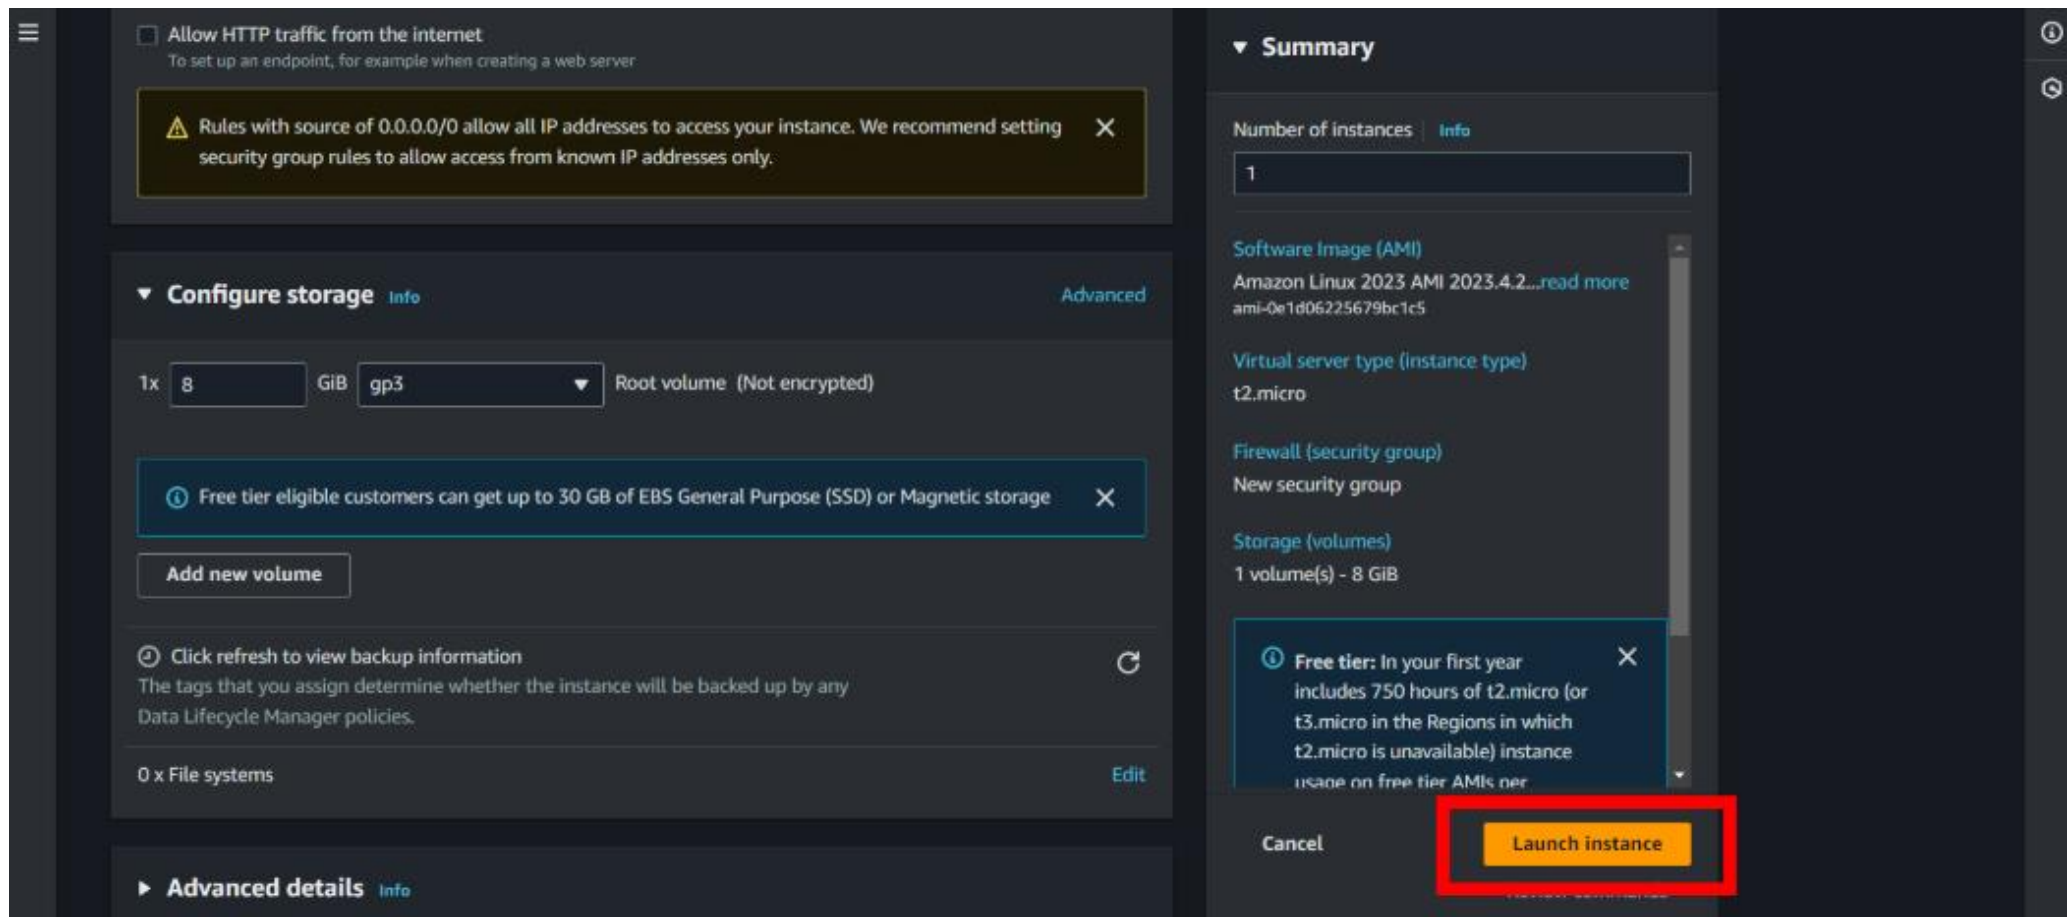 Allow HTTP traffic from the internet
To set up an endpoint, for example when creating a web server
Rules with source of 0.0.0.0/0 allow all IP addresses to access your instance. We recommend setting
security group rules to allow access from known IP addresses only.
Configure storage Info
Advanced
1x 8 GiB gp3 Root volume (Not encrypted)
Free tier eligible customers can get up to 30 GB of EBS General Purpose (SSD) or Magnetic storage
Add new volume
Click refresh to view backup information
The tags that you assign determine whether the instance will be backed up by any
Data Lifecycle Manager policies.
0 x File systems
Edit
Advanced details Info
Summary
Number of instances Info
1
Software Image (AMI)
Amazon Linux 2023 AMI 2023.4.2...read more
ami-0e1d06225679bc1c5
Virtual server type (instance type)
t2.micro
Firewall (security group)
New security group
Storage (volumes)
1 volume(s) - 8 GiB
Free tier: In your first year
includes 750 hours of t2.micro (or
t3.micro in the Regions in which
t2.micro is unavailable) instance
usage on free tier AMIs per
Cancel
Launch instance